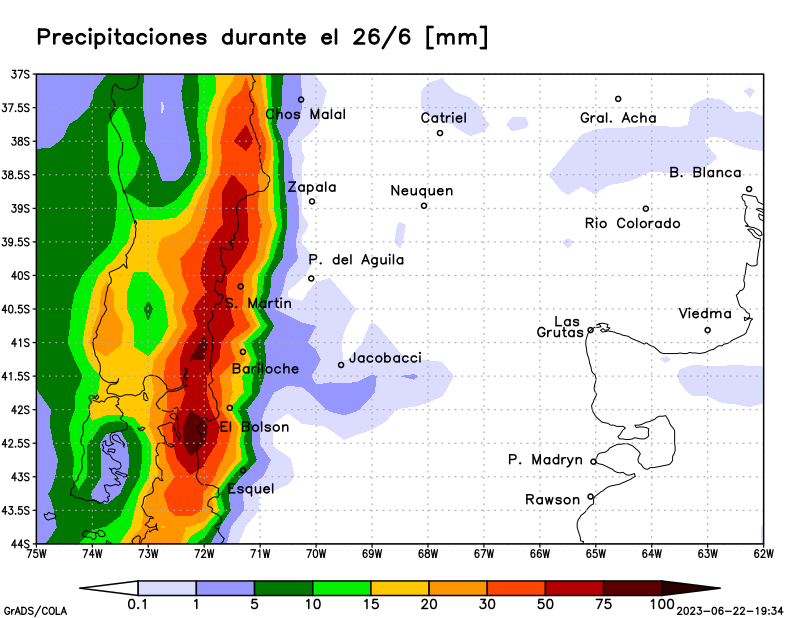 Precipitaciones durante el 26/6 [mm]
37S
37.5S
38S
38.5S
39S
39.5S
40S
40.5S
41S
41.5S
42S
42.5S
43S
43.5S
44S
Chos Malal
Catriel
Gral. Acha
B. Blanca
Zapala
Neuquen
Rio Colorado
P. del Aguila
S. Martin
Viedma
Las
Grutas
Bariloche
Jacobacci
El Bolson
P. Madryn
Esquel
Rawson
75W 74W 73W 72W 71W 70W 69W 68W 67W 66W 65W 64W 63W 62W
0.1 1 5 10 15 20 30 50 75 100
GrADS/COLA
2023-06-22-19:34